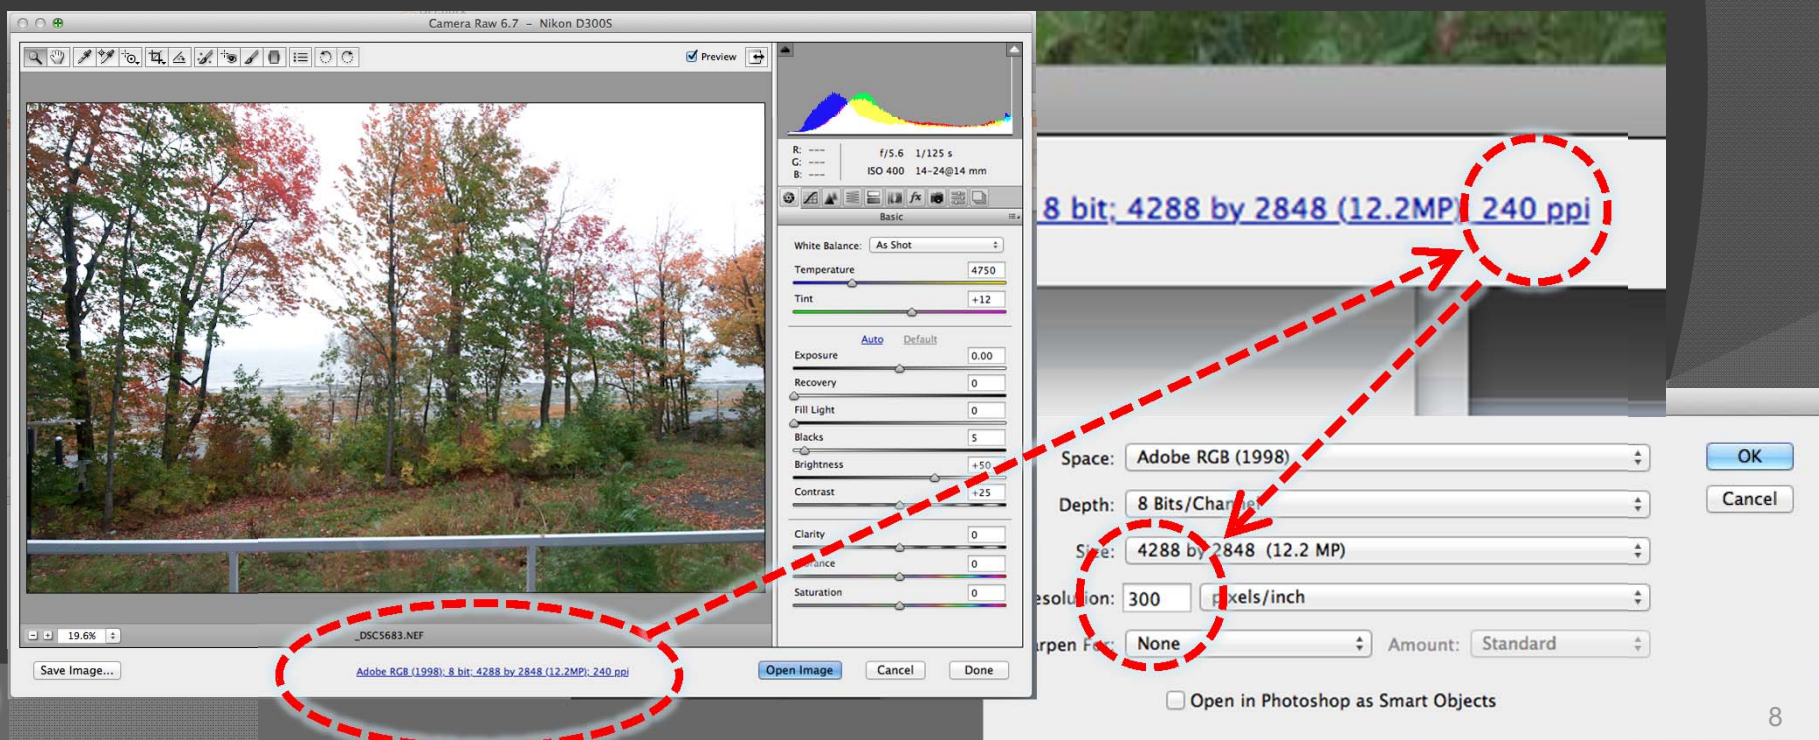 Camera Raw 6.7 – Nikon D300S
Preview
R: ---
G: ---
B: ---
f/5.6 1/125 s
ISO 400 14-24@14 mm
Basic
White Balance: As Shot
Temperature 4750
Tint +12
Auto Default
Exposure 0.00
Recovery 0
Fill Light 0
Blacks 5
Brightness +50
Contrast +25
Clarity 0
0
Saturation 0
19.6%
_DSC5683.NEF
Save Image...
Adobe RGB (1998); 8 bit; 4288 by 2848 (12.2MP); 240 ppi
Open Image Cancel Done
8 bit; 4288 by 2848 (12.2MP) 240 ppi
Space: Adobe RGB (1998)
OK
Depth: 8 Bits/Channel
Cancel
Size: 4288 by 2848 (12.2 MP)
esolution: 300 pixels/inch
arpen For: None Amount: Standard
Open in Photoshop as Smart Objects
8